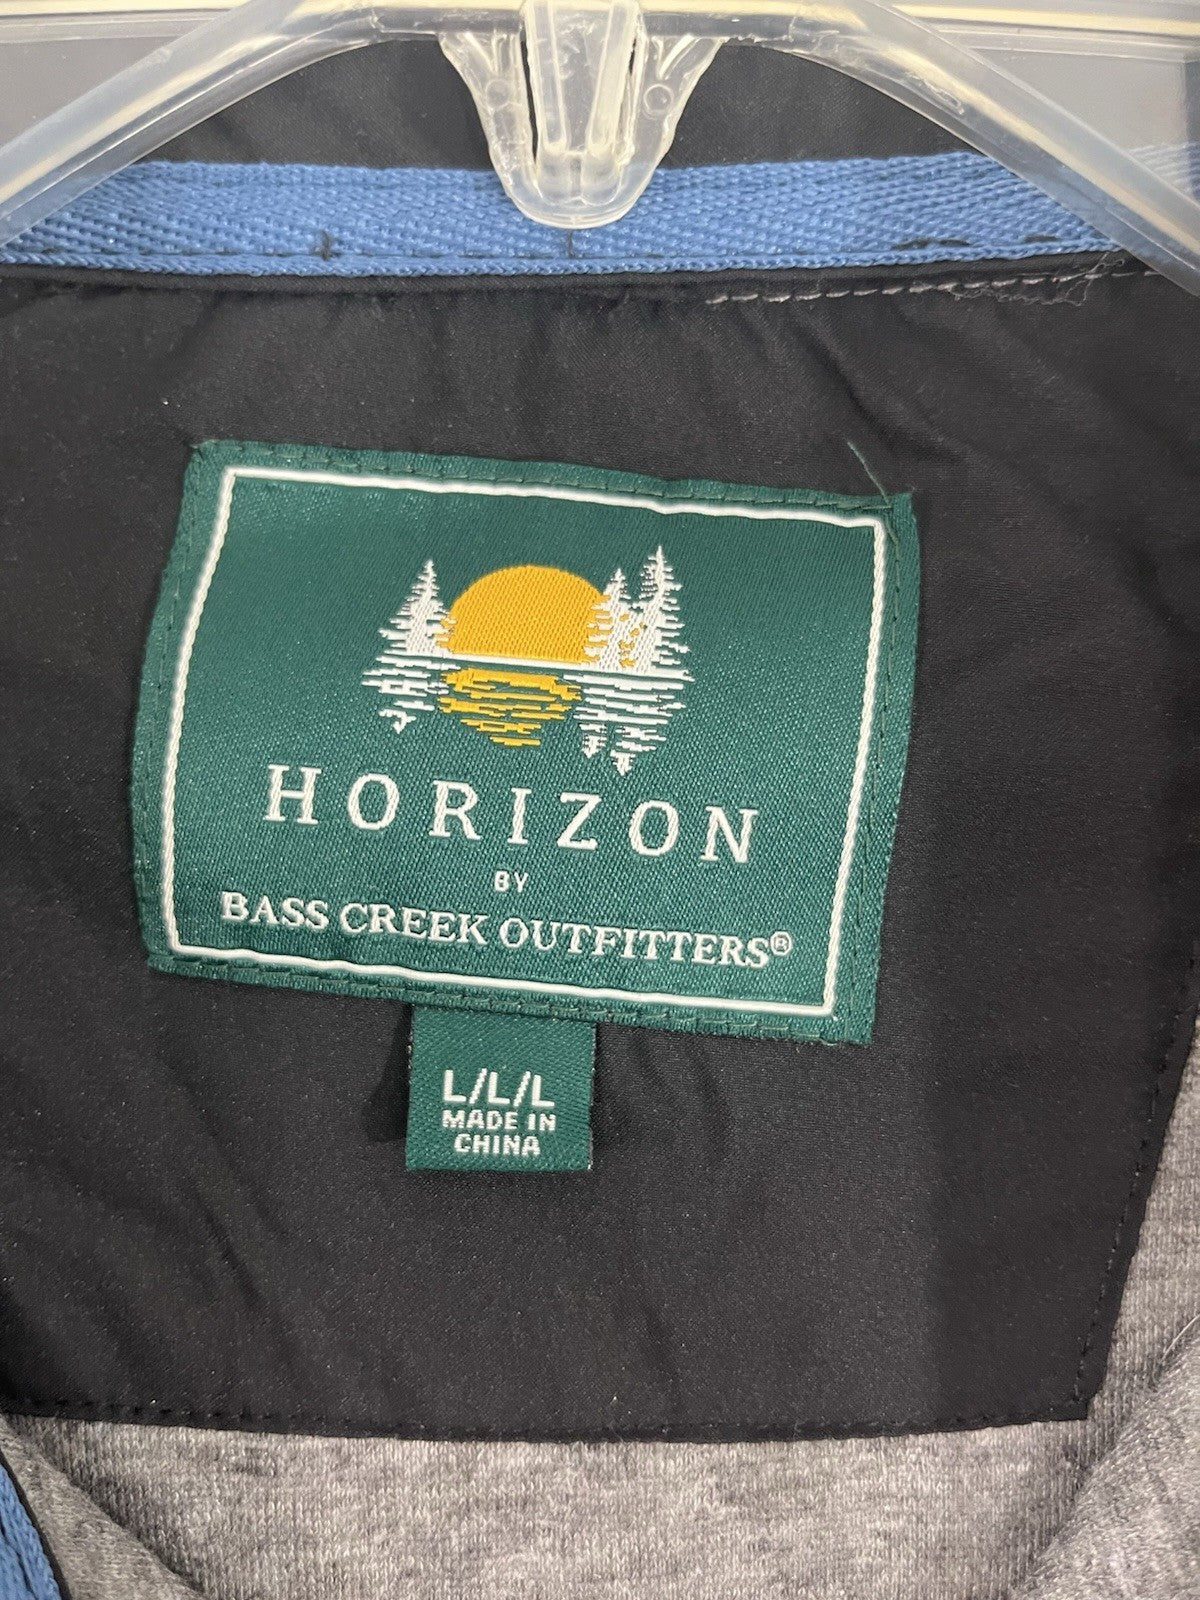 HORIZON
BY
BASS CREEK OUTFITTERS®
L/L/L
MADE IN
CHINA